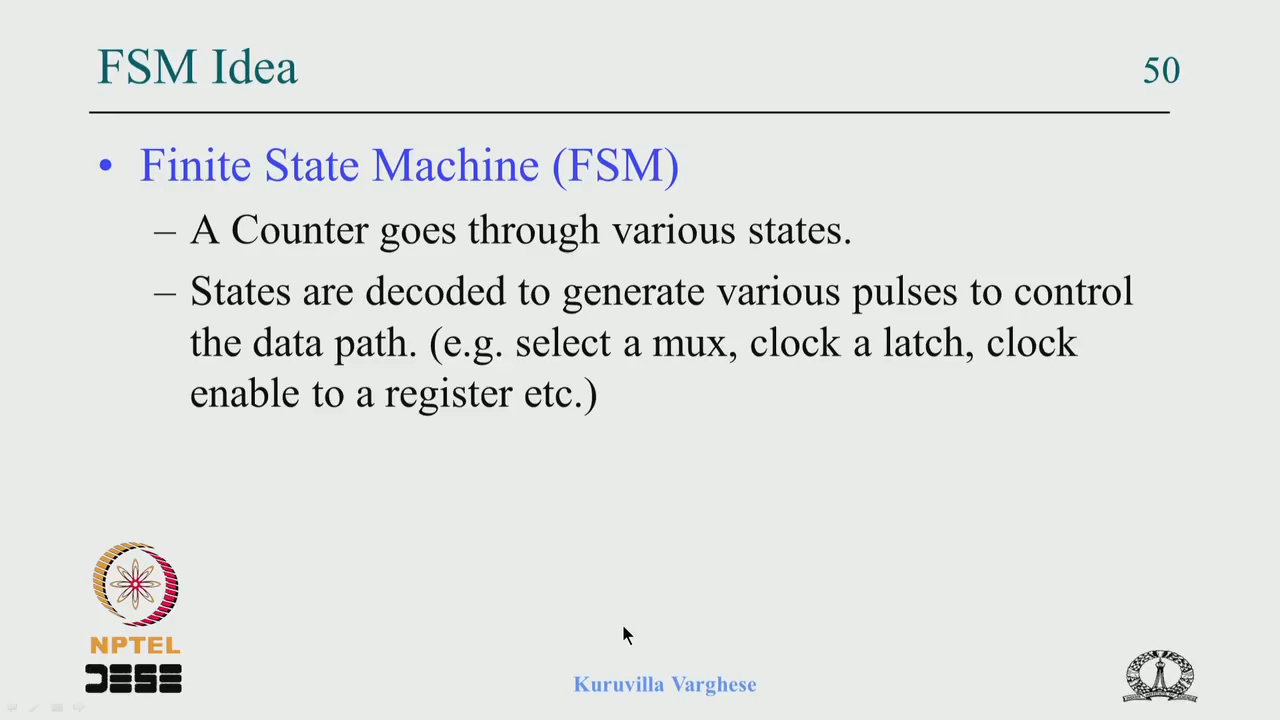 FSM Idea
50
• Finite State Machine (FSM)
– A Counter goes through various states.
– States are decoded to generate various pulses to control
the data path. (e.g. select a mux, clock a latch, clock
enable to a register etc.)
NPTEL
DESE
Kuruvilla Varghese